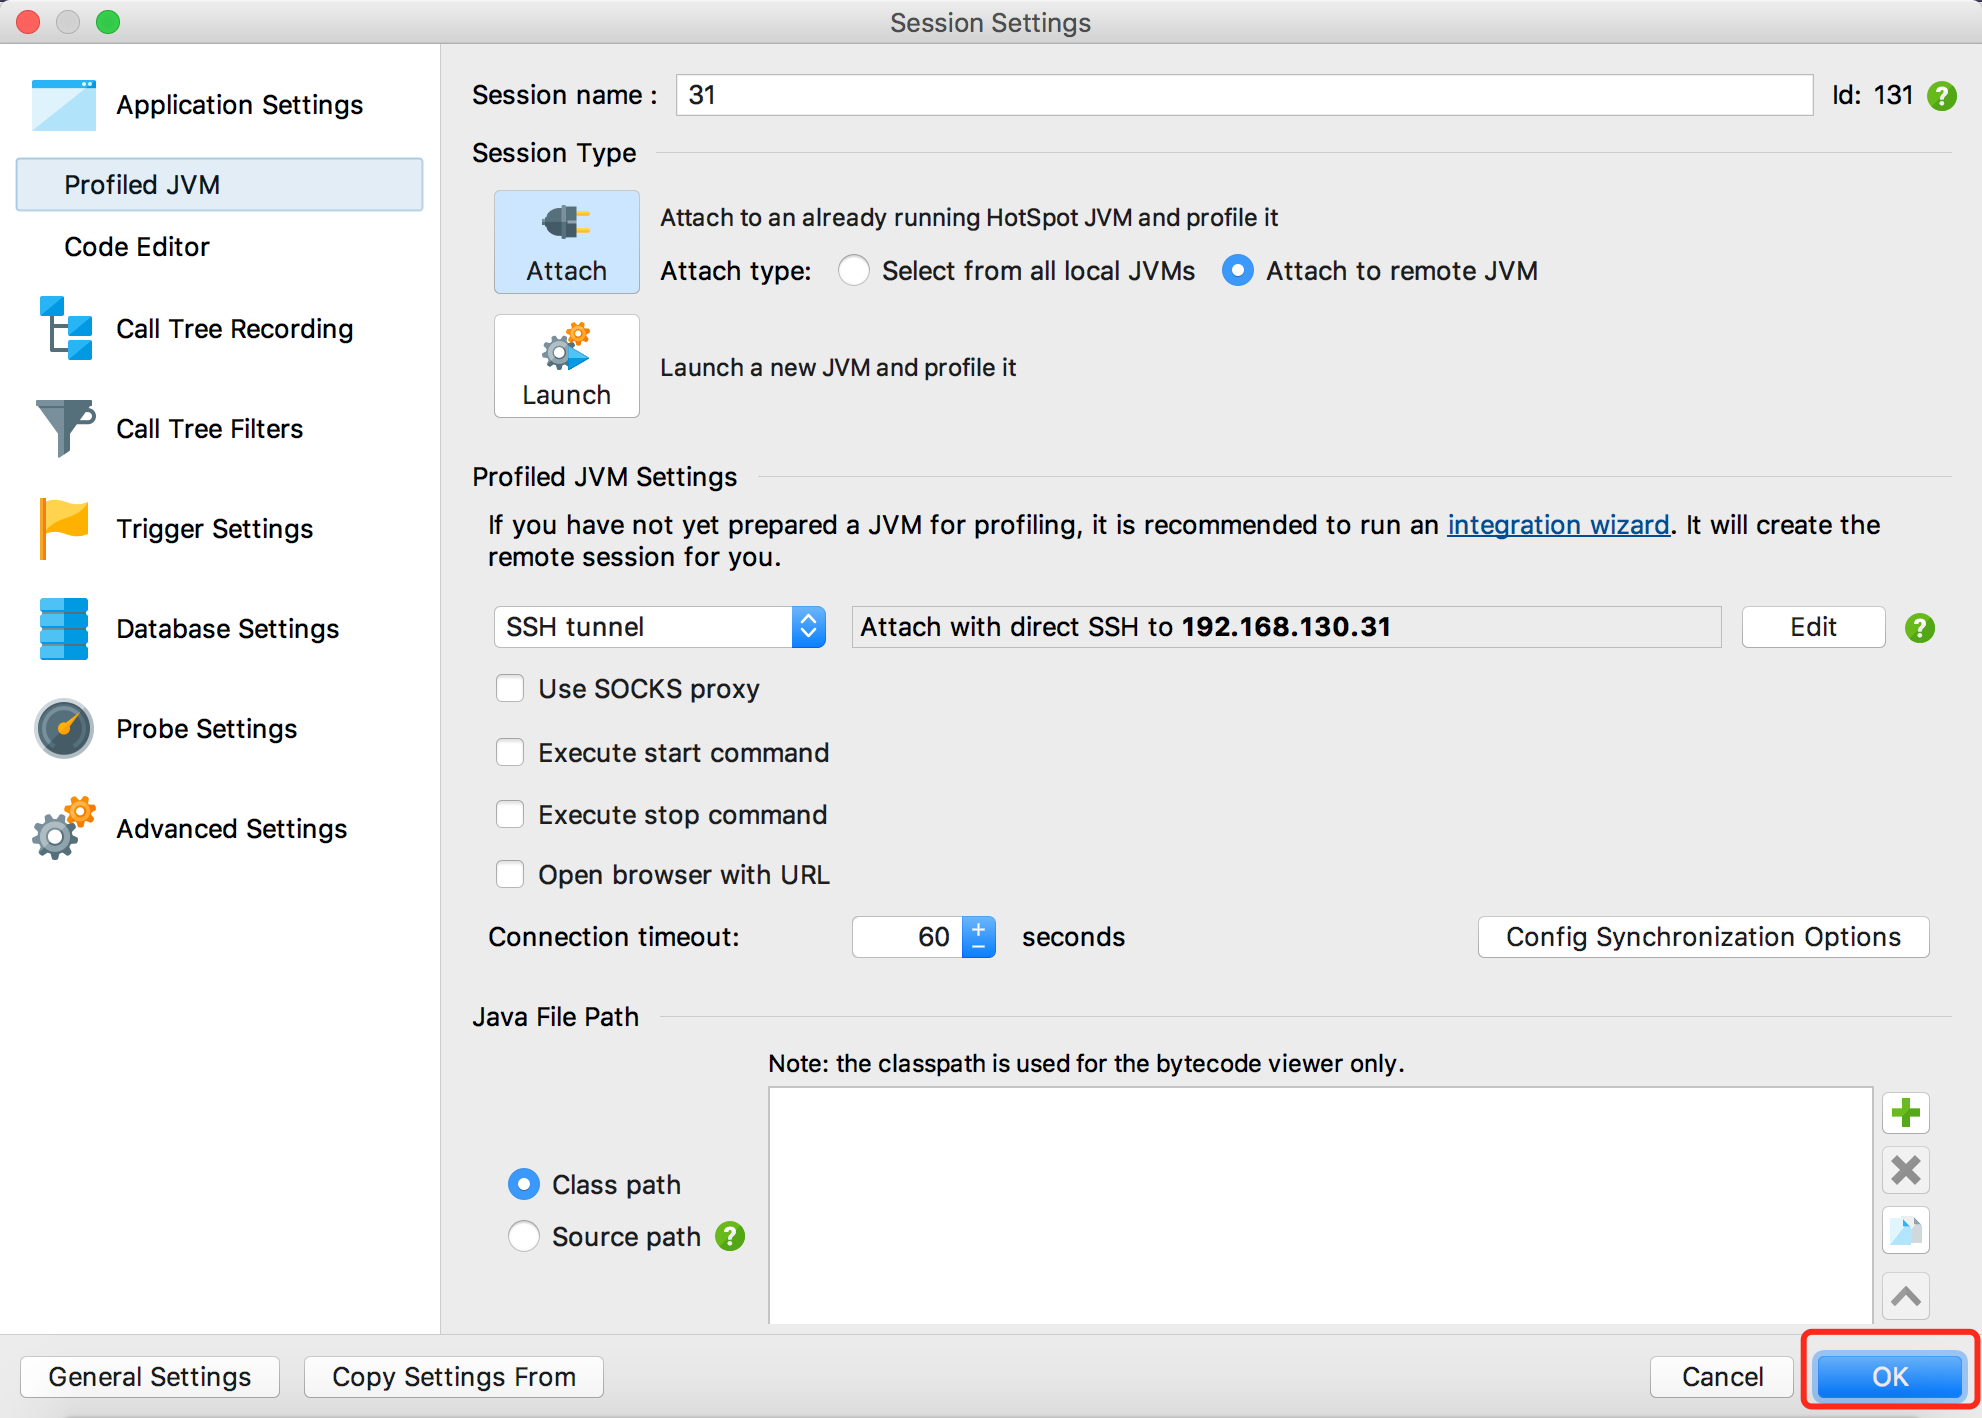 Session Settings
Application Settings
Profiled JVM
Code Editor
Call Tree Recording
Call Tree Filters
Trigger Settings
Database Settings
Probe Settings
Advanced Settings
Session name : 31 Id: 131 ?
Session Type
Attach
Attach to an already running HotSpot JVM and profile it
Attach type: Select from all local JVMs Attach to remote JVM
Launch
Launch a new JVM and profile it
Profiled JVM Settings
If you have not yet prepared a JVM for profiling, it is recommended to run an integration wizard. It will create the
remote session for you.
SSH tunnel Attach with direct SSH to 192.168.130.31 Edit ?
Use SOCKS proxy
Execute start command
Execute stop command
Open browser with URL
Connection timeout: 60 seconds Config Synchronization Options
Java File Path
Note: the classpath is used for the bytecode viewer only.
Class path
Source path ?
General Settings Copy Settings From Cancel OK